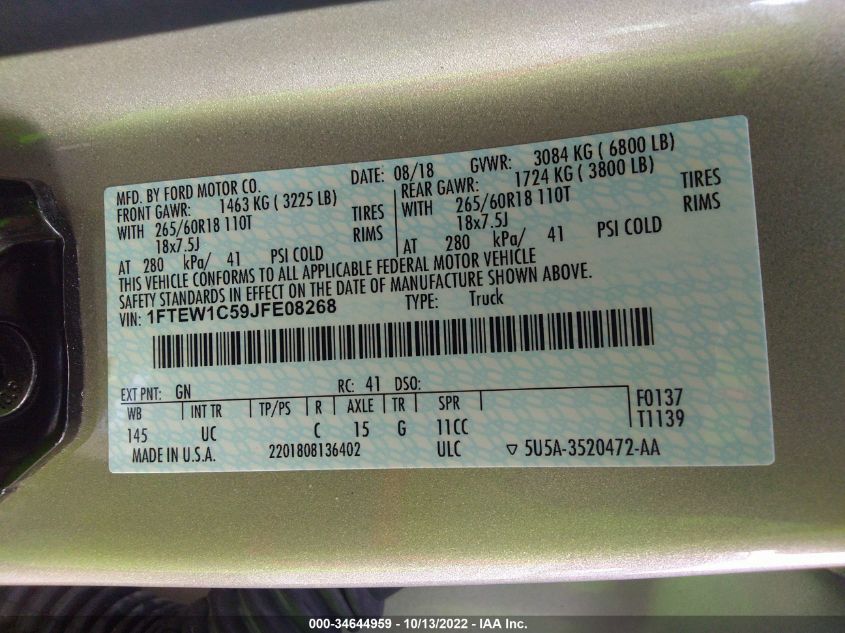 MFD. BY FORD MOTOR CO. DATE: 08/18 GVWR: 3084 KG ( 6800 LB)
FRONT GAWR: 1463 KG ( 3225 LB) REAR GAWR: 1724 KG ( 3800 LB)
WITH 265/60R18 110T TIRES WITH 265/60R18 110T TIRES
18x7.5J RIMS 18x7.5J RIMS
AT 280 kPa/ 41 PSI COLD AT 280 kPa/ 41 PSI COLD
THIS VEHICLE CONFORMS TO ALL APPLICABLE FEDERAL MOTOR VEHICLE
SAFETY STANDARDS IN EFFECT ON THE DATE OF MANUFACTURE SHOWN ABOVE.
VIN: 1FTEW1C59JFE08268 TYPE: Truck
EXT PNT: GN RC: 41 DSO:
WB INT TR TP/PS R AXLE TR SPR F0137
145 UC C 15 G 11CC T1139
MADE IN U.S.A. 2201808136402 ULC ▽ 5U5A-3520472-AA
000-34644959 - 10/13/2022 - IAA Inc.